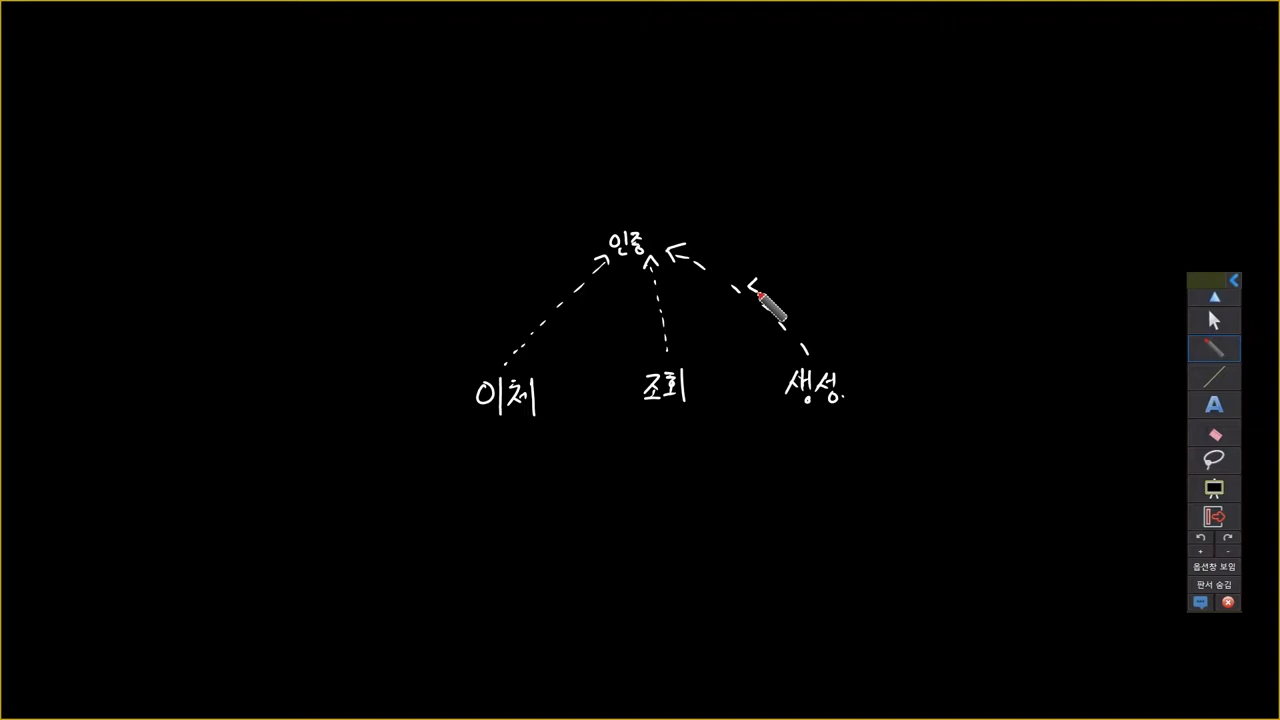 인증
이체 조회 생성.
A
+ -
옵션창 보임
판서 숨김